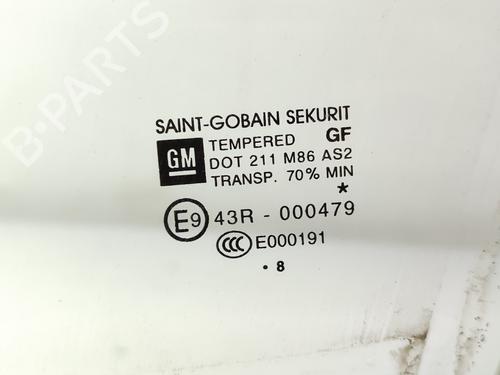 SAINT-GOBAIN SEKURIT
GM
TEMPERED GF
DOT 211 M86 AS2
TRANSP. 70% MIN
*
E9 43R - 000479
CCC E000191
. 8